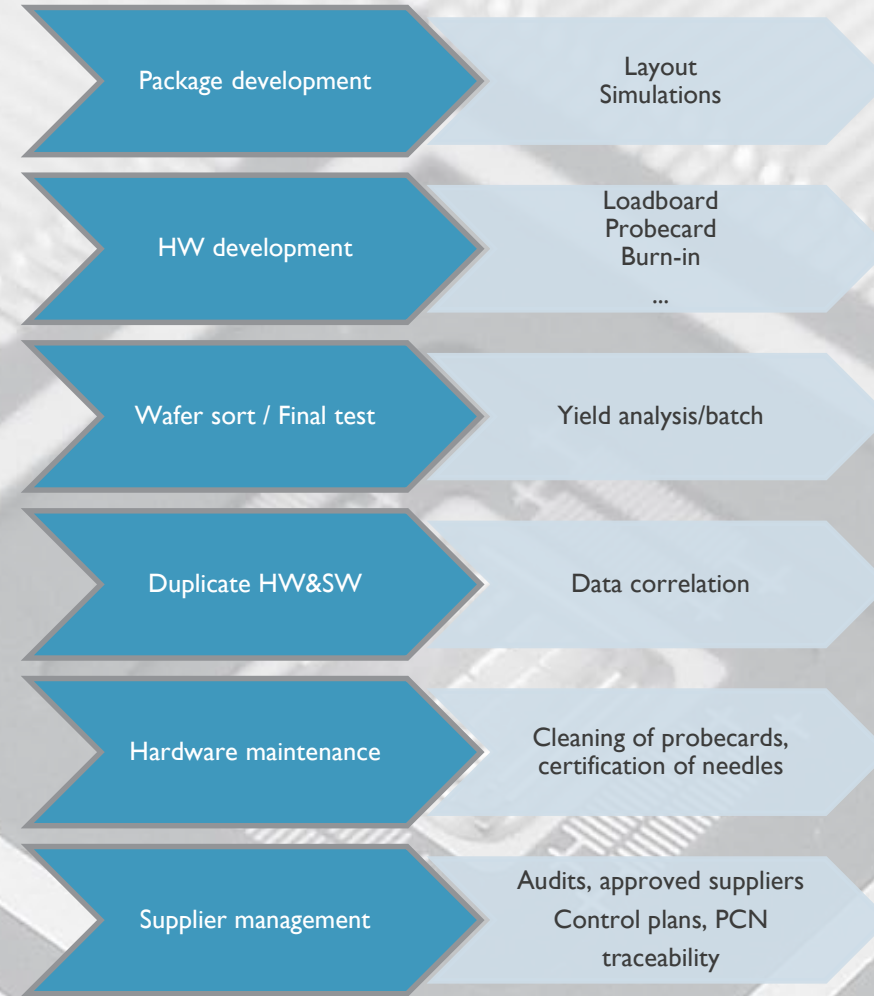 Package development
Layout
Simulations
HW development
Loadboard
Probecard
Burn-in
...
Wafer sort / Final test
Yield analysis/batch
Duplicate HW&SW
Data correlation
Hardware maintenance
Cleaning of probecards,
certification of needles
Supplier management
Audits, approved suppliers
Control plans, PCN
traceability